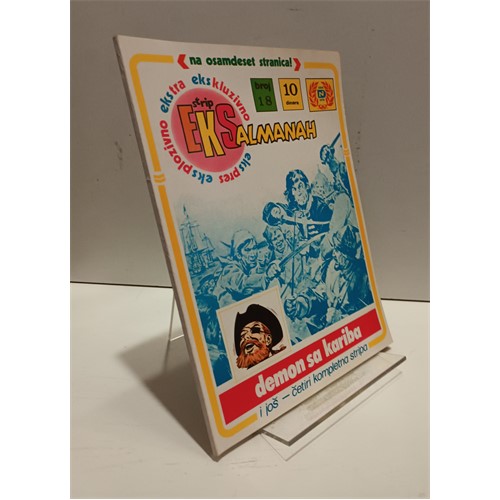 na osamdeset stranica!
ekstra ekskluzivno
eksplozivno
ekspres
strip
EKS ALMANAH
broj
18
10
dinara
demon sa kariba
i još – četiri kompletna stripa